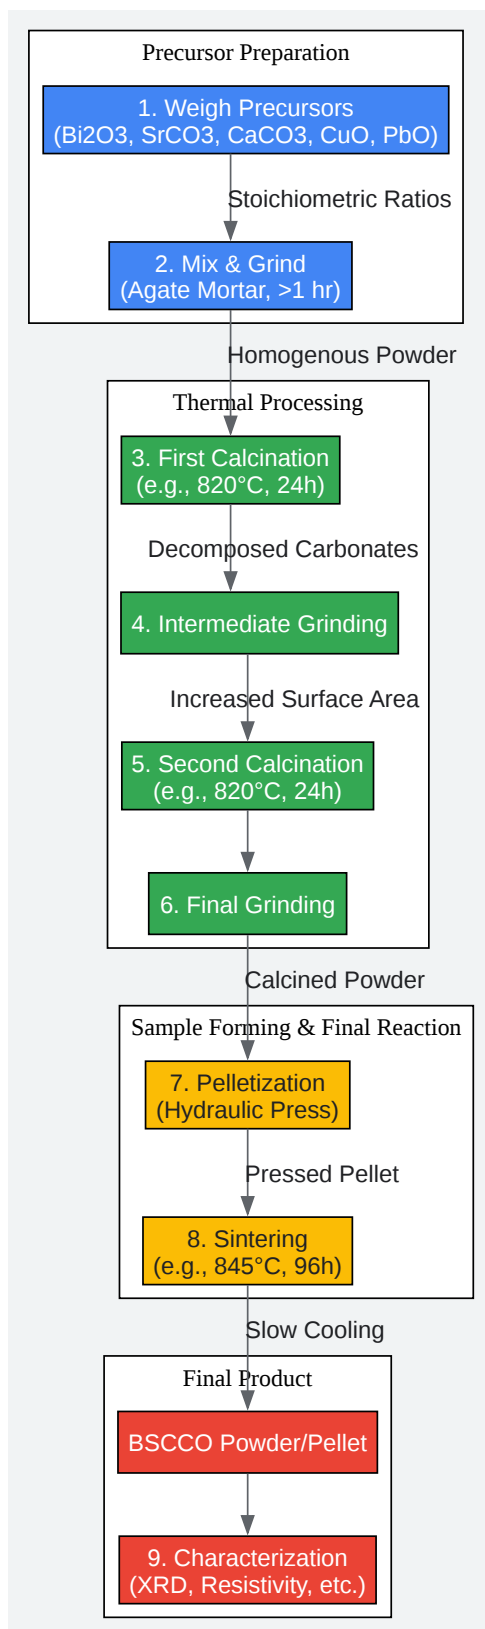 Precursor Preparation
1. Weigh Precursors
(Bi2O3, SrCO3, CaCO3, CuO, PbO)
Stoichiometric Ratios
2. Mix & Grind
(Agate Mortar, >1 hr)
Homogenous Powder
Thermal Processing
3. First Calcination
(e.g., 820°C, 24h)
Decomposed Carbonates
4. Intermediate Grinding
Increased Surface Area
5. Second Calcination
(e.g., 820°C, 24h)
6. Final Grinding
Calcined Powder
Sample Forming & Final Reaction
7. Pelletization
(Hydraulic Press)
Pressed Pellet
8. Sintering
(e.g., 845°C, 96h)
Slow Cooling
Final Product
BSCCO Powder/Pellet
9. Characterization
(XRD, Resistivity, etc.)